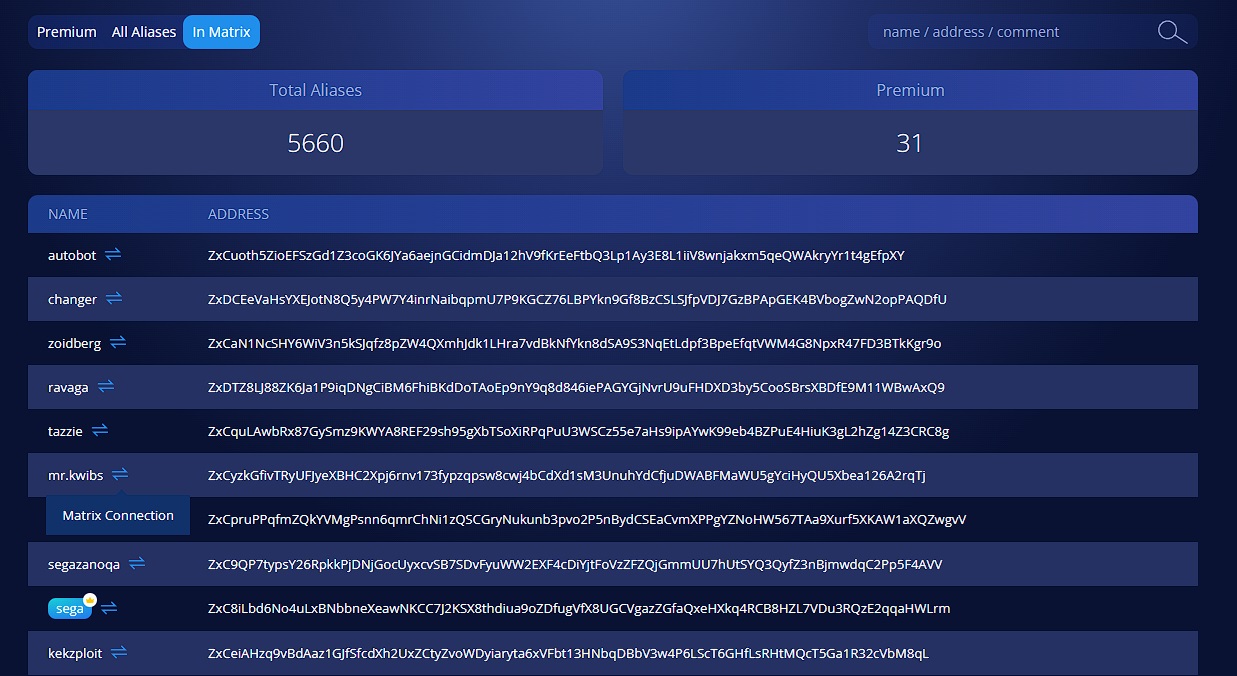 Premium All Aliases In Matrix name / address / comment
Total Aliases Premium
5660 31
NAME ADDRESS
autobot ZxCuoth5ZioEFSzGd1Z3coGK6JYa6aejnGCidmDJa12hV9fKrEeFtbQ3Lp1Ay3E8L1iiV8wnjakxm5qeQWAkryYr1t4gEfpXY
changer ZxDCEeVaHsYXEJotN8Q5y4PW7Y4inrNaibqpmU7P9KGCZ76LBPYkn9Gf8BzCSLSJfpVDJ7GzBPApGEK4BVbogZwN2opPAQDfU
zoidberg ZxCaN1NcSHY6WiV3n5kSJqfz8pZW4QXmhJdk1LHra7vdBkNfYkn8dSA9S3NqEtLdpf3BpeEfqtVWM4G8NpxR47FD3BTkKgr9o
ravaga ZxDTZ8LJ88ZK6Ja1P9iqDNgCiBM6FhiBKdDoTAoEp9nY9q8d846iePAGYGjNvrU9uFHDXD3by5CooSBrsXBDfE9M11WBwAxQ9
tazzie ZxCquLAwbRx87GySmz9KWYA8REF29sh95gXbTSoXiRPqPuU3WSCz55e7aHs9ipAYwK99eb4BZPuE4HiuK3gL2hZg14Z3CRC8g
mr.kwibs ZxCyzkGfivTRyUFJyeXBHC2Xpj6rnv173fypzqpsw8cwj4bCdXd1sM3UnuhYdCfjuDWABFMaWU5gYciHyQU5Xbea126A2rqTj
Matrix Connection ZxCpruPPqfmZQkYVMgPsnn6qmrChNi1zQSCGryNukunb3pvo2P5nBydCSEaCvmXPPgYZNoHW567TAa9Xurf5XKAW1aXQZwgvV
segazanoqa ZxC9QP7typsY26RpkkPjDNjGocUyxcvSB7SDvFyuWW2EXF4cDiYjtFoVzZFZQjGmmUU7hUtSYQ3QyfZ3nBjmwdqC2Pp5F4AVV
sega ZxC8iLbd6No4uLxBNbbneXeawNKCC7J2KSX8thdiua9oZDfugVfX8UGCVgazZGfaQxeHXkq4RCB8HZL7VDu3RQzE2qqaHWLrm
kekzploit ZxCeiAHzq9vBdAaz1GJfSfcdXh2UxZCtyZvoWDyiaryta6xVFbt13HNbqDBbV3w4P6LScT6GHfLsRHtMQcT5Ga1R32cVbM8qL